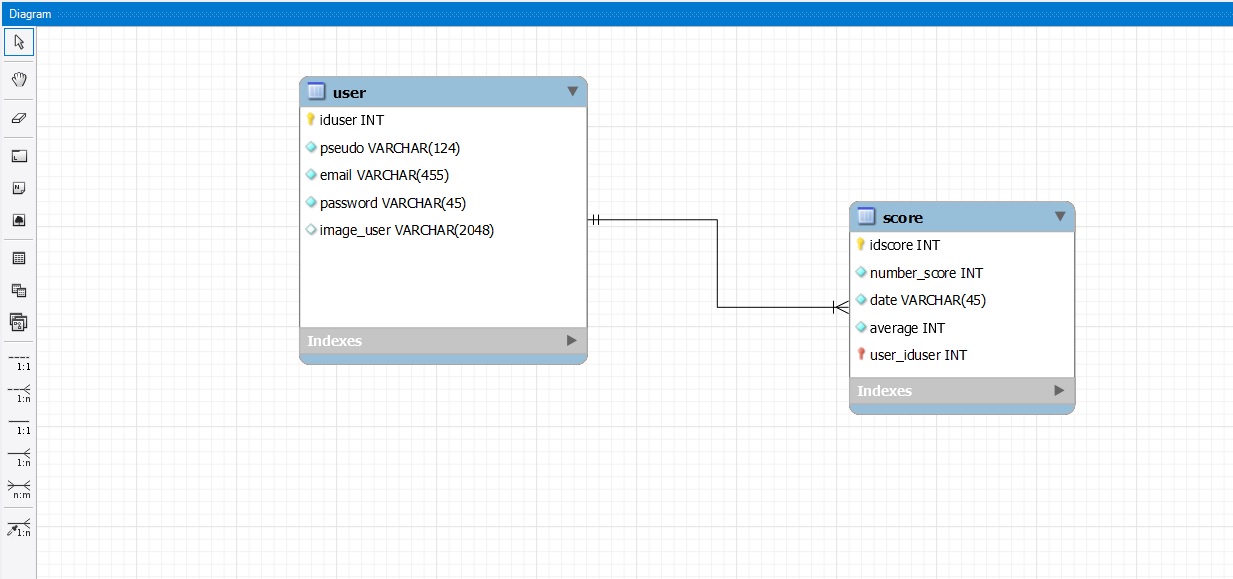 Diagram
user
iduser INT
pseudo VARCHAR(124)
email VARCHAR(455)
password VARCHAR(45)
image_user VARCHAR(2048)
Indexes
score
idscore INT
number_score INT
date VARCHAR(45)
average INT
user_iduser INT
Indexes
1:1
1:n
1:1
1:n
n:m
1:n